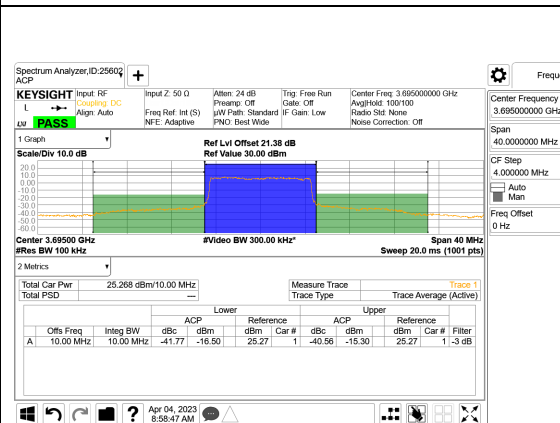 Spectrum Analyzer,ID:25602
ACP
KEYSIGHT Input: RF Input Z: 50 Ω Atten: 24 dB Trig: Free Run Center Freq: 3.695000000 GHz
L Coupling: DC Preamp: Off Gate: Off Avg|Hold: 100/100
Align: Auto Freq Ref: Int (S) µW Path: Standard IF Gain: Low Radio Std: None
PASS NFE: Adaptive PNO: Best Wide Noise Correction: Off
1 Graph
Ref Lvl Offset 21.38 dB
Scale/Div 10.0 dB Ref Value 30.00 dBm
20.0
10.0
0.00
-10.0
-20.0
-30.0
-40.0
-50.0
-60.0
Center 3.69500 GHz #Video BW 300.00 kHz* Span 40 MHz
#Res BW 100 kHz Sweep 20.0 ms (1001 pts)
2 Metrics
Total Car Pwr 25.268 dBm/10.00 MHz Measure Trace Trace 1
Total PSD --- Trace Type Trace Average (Active)
Lower Upper
ACP Reference ACP Reference
Offs Freq Integ BW dBc dBm dBm Car # dBc dBm dBm Car # Filter
A 10.00 MHz 10.00 MHz -41.77 -16.50 25.27 1 -40.56 -15.30 25.27 1 -3 dB
Apr 04, 2023
8:58:47 AM
Frequ
Center Frequency
3.695000000 GHz
Span
40.0000000 MHz
CF Step
4.000000 MHz
Auto
Man
Freq Offset
0 Hz